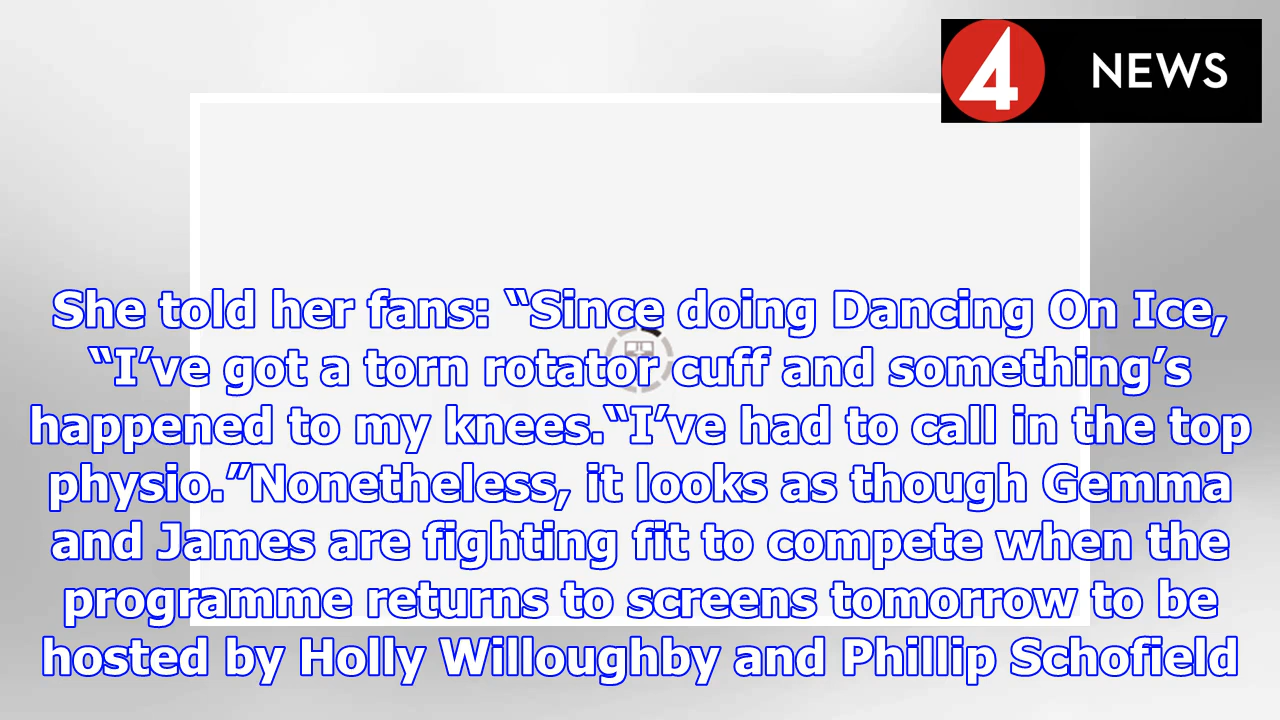 4 NEWS
She told her fans: “Since doing Dancing On Ice,
“I’ve got a torn rotator cuff and something’s
happened to my knees.“I’ve had to call in the top
physio.”Nonetheless, it looks as though Gemma
and James are fighting fit to compete when the
programme returns to screens tomorrow to be
hosted by Holly Willoughby and Phillip Schofield